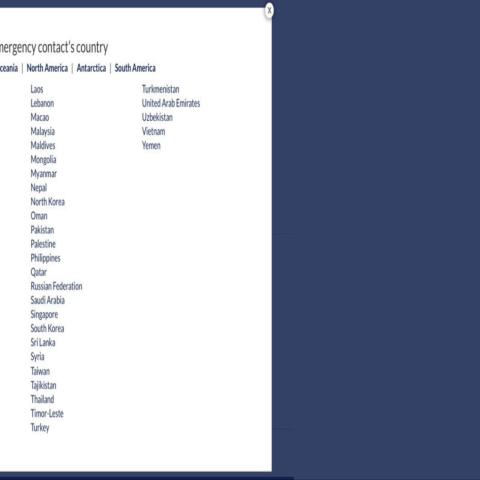 mergency contact's country
ceania | North America | Antarctica | South America
Laos
Lebanon
Macao
Malaysia
Maldives
Mongolia
Myanmar
Nepal
North Korea
Oman
Pakistan
Palestine
Philippines
Qatar
Russian Federation
Saudi Arabia
Singapore
South Korea
Sri Lanka
Syria
Taiwan
Tajikistan
Thailand
Timor-Leste
Turkey
Turkmenistan
United Arab Emirates
Uzbekistan
Vietnam
Yemen
x